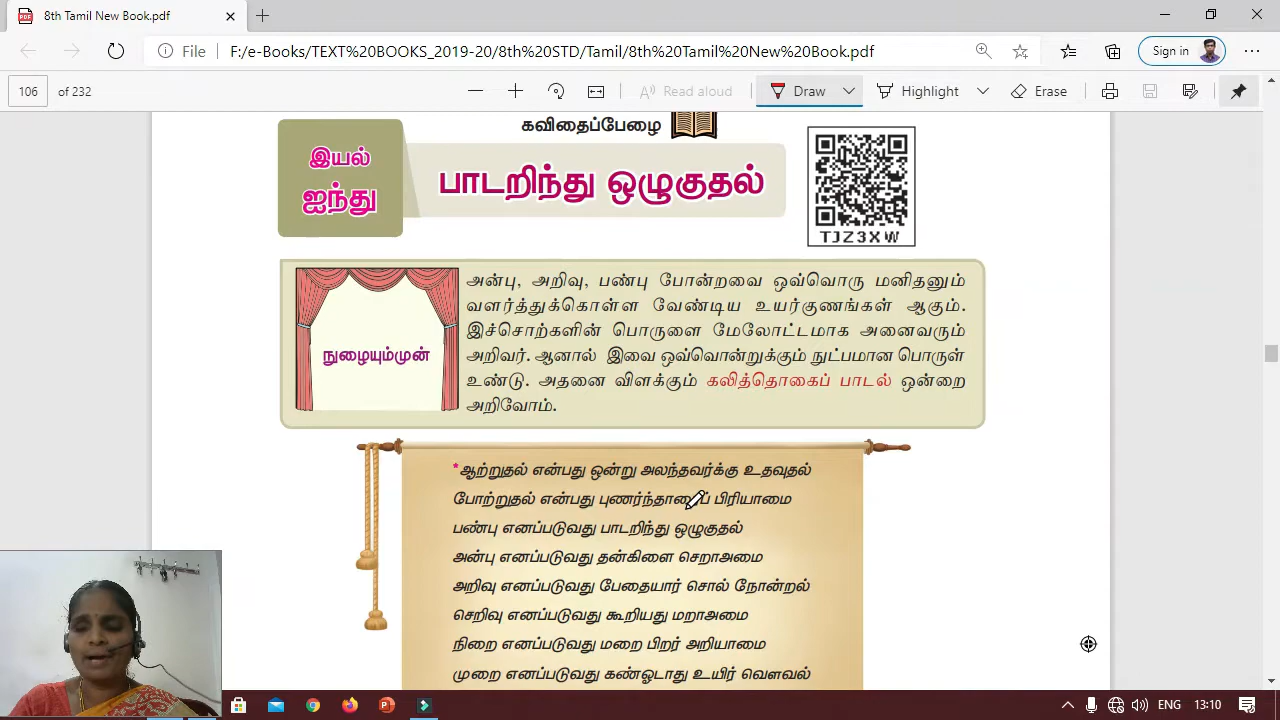 8th Tamil New Book.pdf
File
F:/e-Books/TEXT%20BOOKS_2019-20/8th%20STD/Tamil/8th%20Tamil%20New%20Book.pdf
Sign in
106 of 232
Read aloud
Draw
Highlight
Erase
கவிதைப்பேழை
இயல்
ஐந்து
பாடறிந்து ஒழுகுதல்
TJZ3XW
நுழையும்முன்
அன்பு, அறிவு, பண்பு போன்றவை ஒவ்வொரு மனிதனும்
வளர்த்துக்கொள்ள வேண்டிய உயர்குணங்கள் ஆகும்.
இச்சொற்களின் பொருளை மேலோட்டமாக அனைவரும்
அறிவர். ஆனால் இவை ஒவ்வொன்றுக்கும் நுட்பமான பொருள்
உண்டு. அதனை விளக்கும் கலித்தொகைப் பாடல் ஒன்றை
அறிவோம்.
*ஆற்றுதல் என்பது ஒன்று அலந்தவர்க்கு உதவுதல்
போற்றுதல் என்பது புணர்ந்தாரைப் பிரியாமை
பண்பு எனப்படுவது பாடறிந்து ஒழுகுதல்
அன்பு எனப்படுவது தன்கிளை செறாஅமை
அறிவு எனப்படுவது பேதையார் சொல் நோன்றல்
செறிவு எனப்படுவது கூறியது மறாஅமை
நிறை எனப்படுவது மறை பிறர் அறியாமை
முறை எனப்படுவது கண்ஓடாது உயிர் வௌவல்
13:10